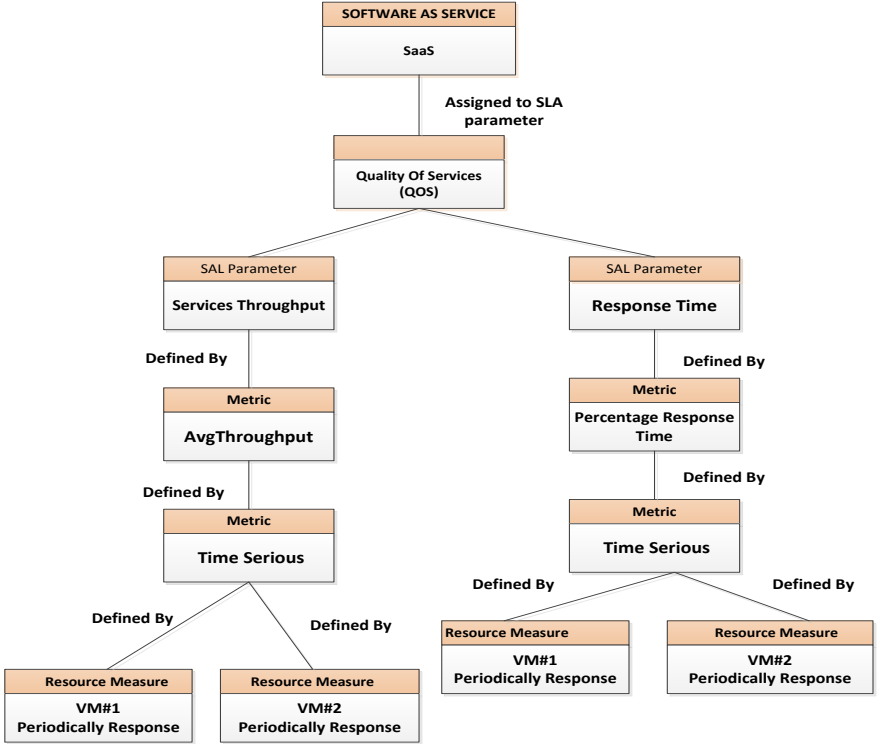 SOFTWARE AS SERVICE
SaaS
Assigned to SLA
parameter
Quality Of Services
(QOS)
SAL Parameter
Services Throughput
SAL Parameter
Response Time
Defined By
Defined By
Metric
AvgThroughput
Metric
Percentage Response
Time
Defined By
Defined By
Metric
Time Serious
Metric
Time Serious
Defined By
Defined By
Defined By
Defined By
Resource Measure
VM#1
Periodically Response
Resource Measure
VM#2
Periodically Response
Resource Measure
VM#1
Periodically Response
Resource Measure
VM#2
Periodically Response